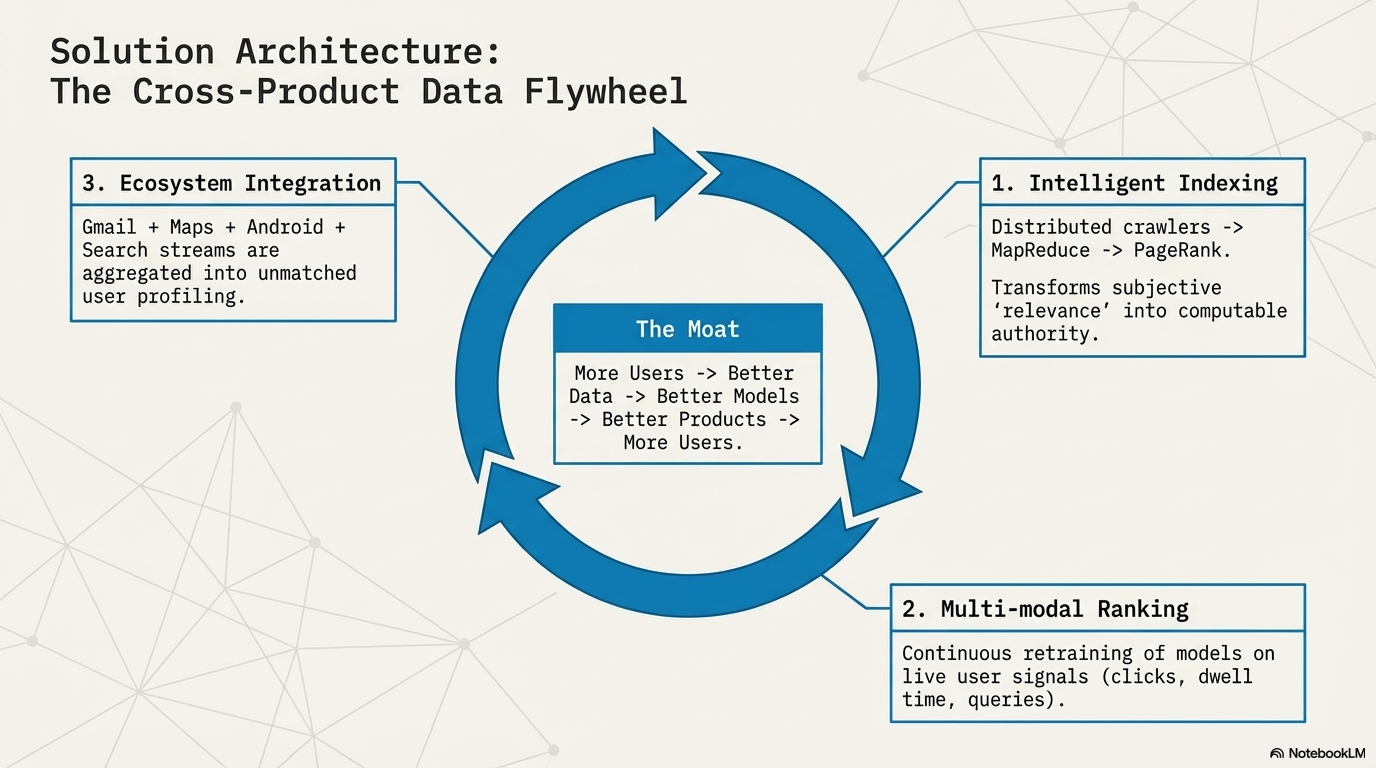 Solution Architecture:
The Cross-Product Data Flywheel
3. Ecosystem Integration
Gmail + Maps + Android +
Search streams are
aggregated into unmatched
user profiling.
1. Intelligent Indexing
Distributed crawlers ->
MapReduce -> PageRank.
Transforms subjective
‘relevance’ into computable
authority.
The Moat
More Users -> Better
Data -> Better Models
-> Better Products ->
More Users.
2. Multi-modal Ranking
Continuous retraining of models on
live user signals (clicks, dwell
time, queries).
NotebookLM